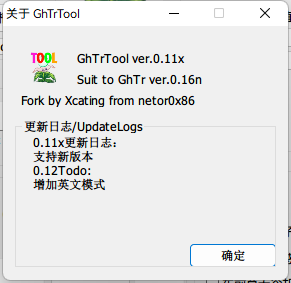 关于 GhTrTool
TOOL
GhTrTool ver.0.11x
Suit to GhTr ver.0.16n
Fork by Xcating from netor0x86
更新日志/UpdateLogs
0.11x更新日志：
支持新版本
0.12Todo:
增加英文模式
确定